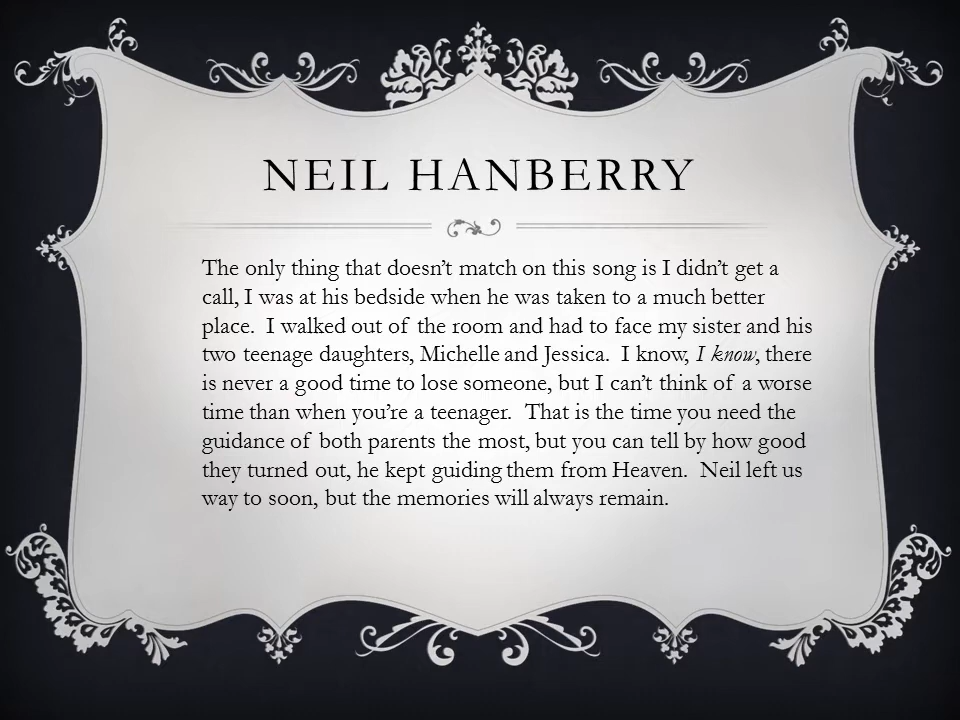 NEIL HANBERRY
The only thing that doesn’t match on this song is I didn’t get a
call, I was at his bedside when he was taken to a much better
place.  I walked out of the room and had to face my sister and his
two teenage daughters, Michelle and Jessica.  I know, I know, there
is never a good time to lose someone, but I can’t think of a worse
time than when you’re a teenager.  That is the time you need the
guidance of both parents the most, but you can tell by how good
they turned out, he kept guiding them from Heaven.  Neil left us
way to soon, but the memories will always remain.